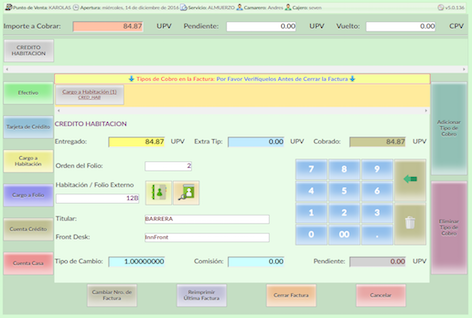 Punto de Venta: KAROLAS Apertura: miércoles, 14 de diciembre de 2016 Servicio: ALMUERZO Camarero: Andres Cajero: seven v5.0.136
Importe a Cobrar: 84.87 UPV Pendiente: 0.00 UPV Vuelto: 0.00 CPV
CREDITO
HABITACION
Tipos de Cobro en la Factura: Por Favor Verifíquelos Antes de Cerrar la Factura
Efectivo
Cargo a Habitación (1)
CRED_HAB
Adicionar
Tipo de
Cobro
Tarjeta de Crédito
CREDITO HABITACION
Entregado: 84.87 UPV Extra Tip: 0.00 UPV Cobrado: 84.87 UPV
Cargo a
Habitación
Orden del Folio: 2
7 8 9
Habitación / Folio Externo
4 5 6
Cargo a Folio
128
Eliminar
Tipo de
Cobro
Cuenta Crédito
Titular: BARRERA
1 2 3
Front Desk: InnFront
0 00 .
Cuenta Casa
Tipo de Cambio: 1.00000000 Comisión: 0.00 UPV Pendiente: 0.00 UPV
Cambiar Nro. de
Factura
Reimprimir
Última Factura
Cerrar Factura
Cancelar